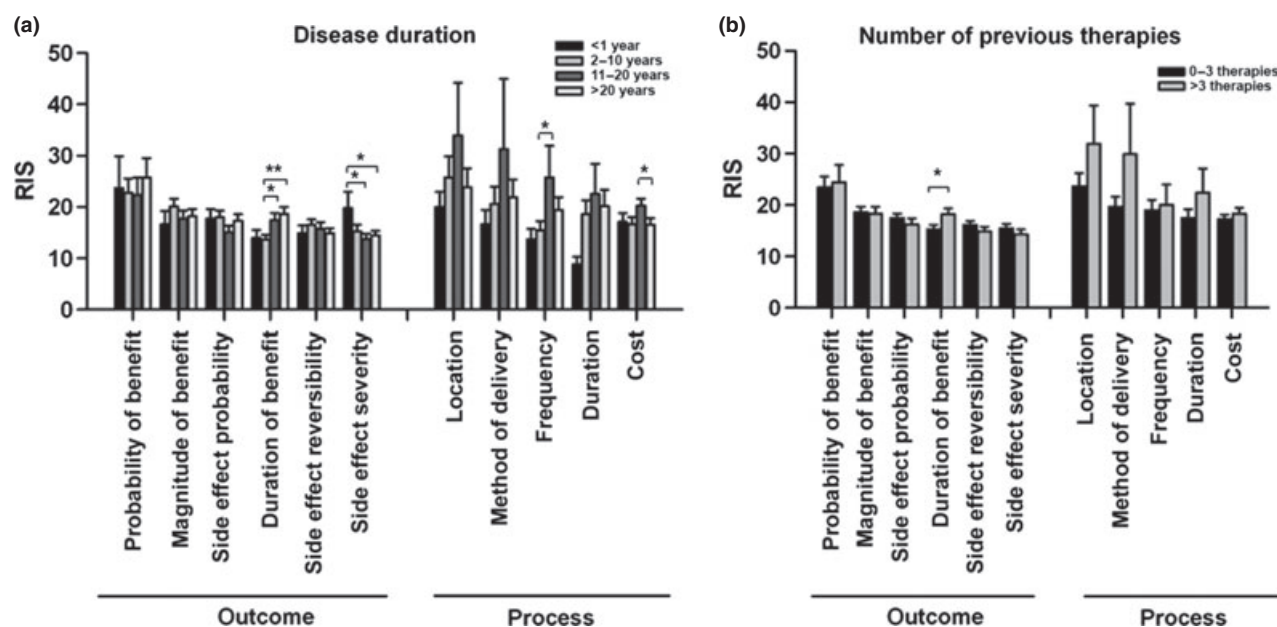 (a)
Disease duration
<1 year
2–10 years
11–20 years
>20 years
RIS
50
40
30
20
10
0
**
*
*
*
*
*
Probability of benefit
Magnitude of benefit
Side effect probability
Duration of benefit
Side effect reversibility
Side effect severity
Location
Method of delivery
Frequency
Duration
Cost
Outcome
Process
(b)
Number of previous therapies
0–3 therapies
>3 therapies
RIS
50
40
30
20
10
0
*
Probability of benefit
Magnitude of benefit
Side effect probability
Duration of benefit
Side effect reversibility
Side effect severity
Location
Method of delivery
Frequency
Duration
Cost
Outcome
Process